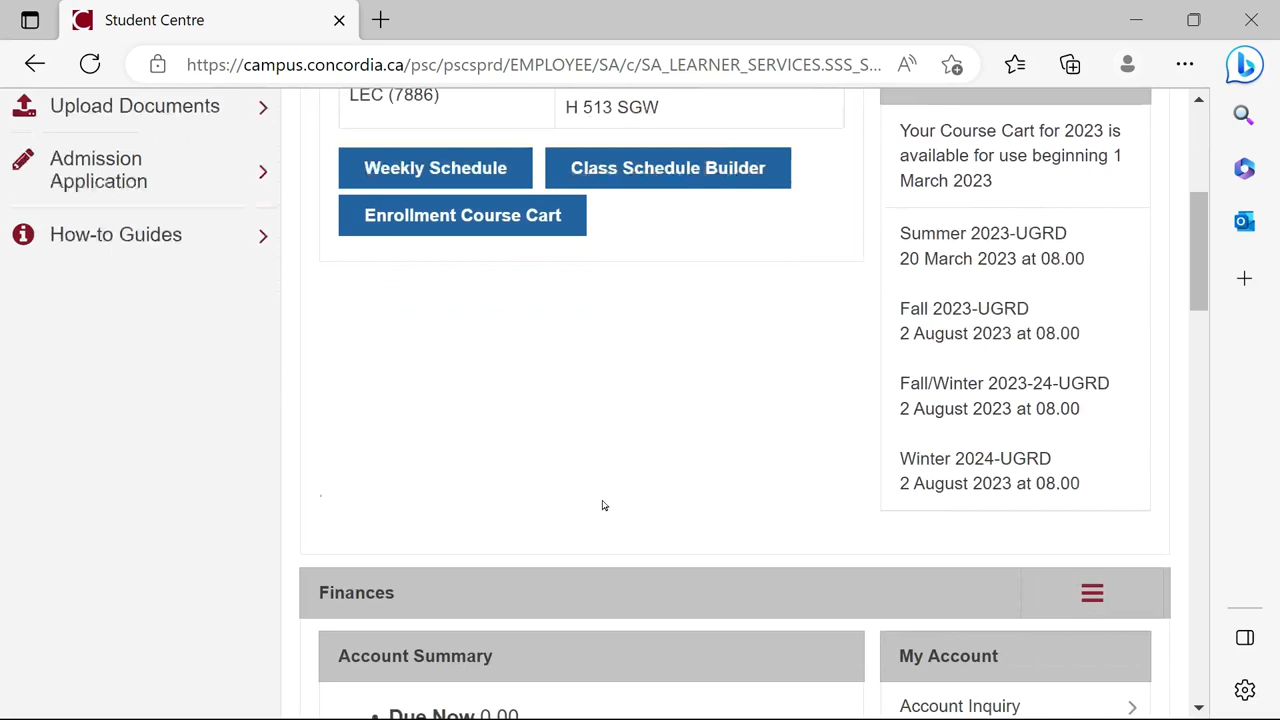 Student Centre
https://campus.concordia.ca/psc/pscsprd/EMPLOYEE/SA/c/SA_LEARNER_SERVICES.SSS_S...
Upload Documents
Admission
Application
How-to Guides
LEC (7886)
H 513 SGW
Weekly Schedule
Class Schedule Builder
Enrollment Course Cart
Your Course Cart for 2023 is
available for use beginning 1
March 2023
Summer 2023-UGRD
20 March 2023 at 08.00
Fall 2023-UGRD
2 August 2023 at 08.00
Fall/Winter 2023-24-UGRD
2 August 2023 at 08.00
Winter 2024-UGRD
2 August 2023 at 08.00
Finances
Account Summary
My Account
Due Now 0.00
Account Inquiry